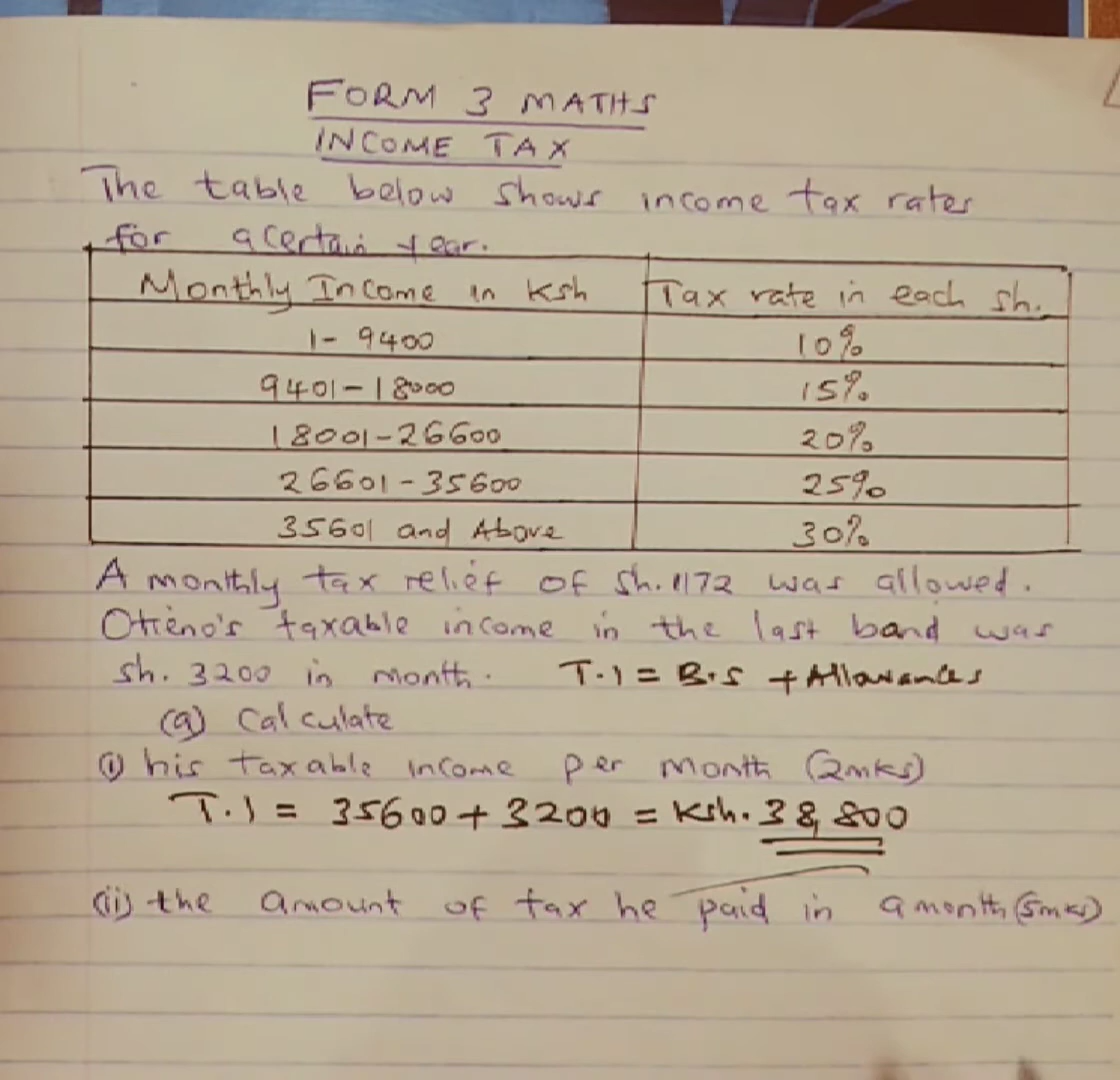 FORM 3 MATHS
INCOME TAX
The table below shows income tax rates
for a certain year.
Monthly Income in Ksh Tax rate in each sh.
1 - 9400 10%
9401 - 18000 15%
18001 - 26600 20%
26601 - 35600 25%
35601 and Above 30%
A monthly tax relief of sh. 1172 was allowed.
Otieno's taxable income in the last band was
sh. 3200 in month. T.I = B.S + Allowances
(a) Calculate
(i) his taxable income per month (2mks)
T.I = 35600 + 3200 = Ksh. 38,800
(ii) the amount of tax he paid in a month (5mks)